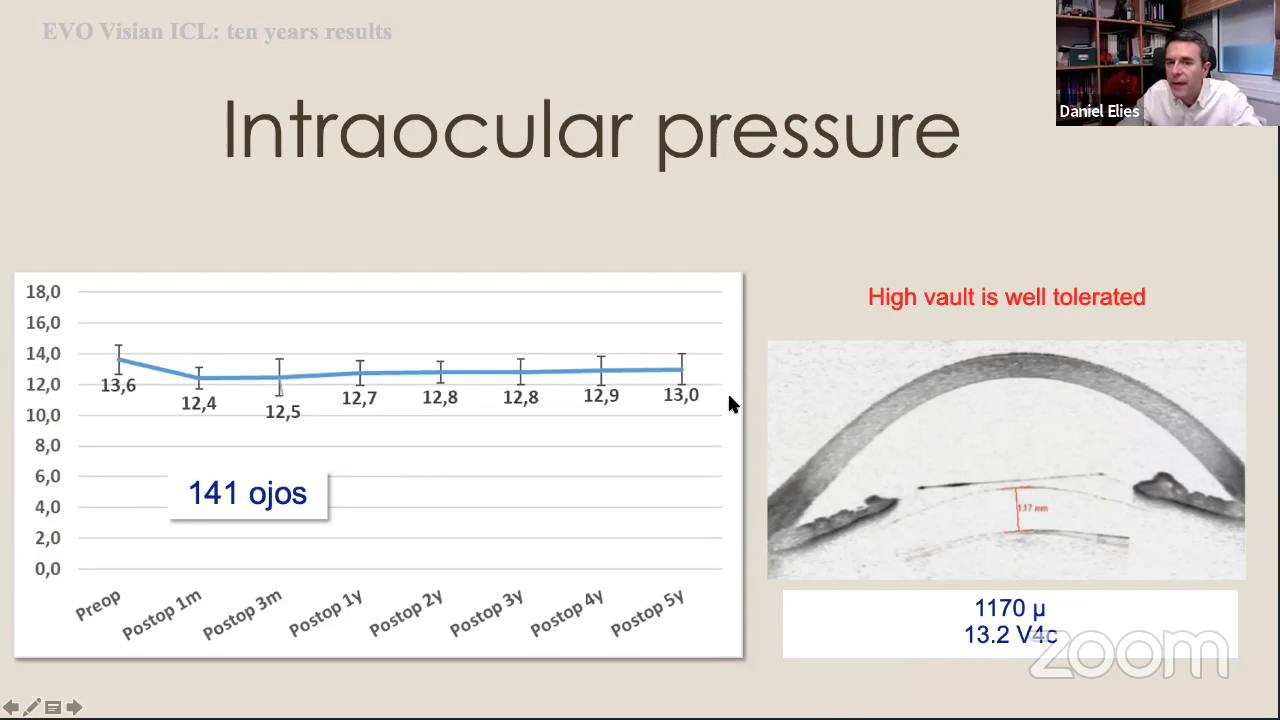 EVO Visian ICL: ten years results
Daniel Elies
Intraocular pressure
18,0
16,0
14,0
12,0
10,0
8,0
6,0
4,0
2,0
0,0
13,6
12,4
12,5
12,7
12,8
12,8
12,9
13,0
141 ojos
Preop
Postop 1m
Postop 3m
Postop 1y
Postop 2y
Postop 3y
Postop 4y
Postop 5y
High vault is well tolerated
1.17 mm
1170 µ
13.2 V4c
zoom